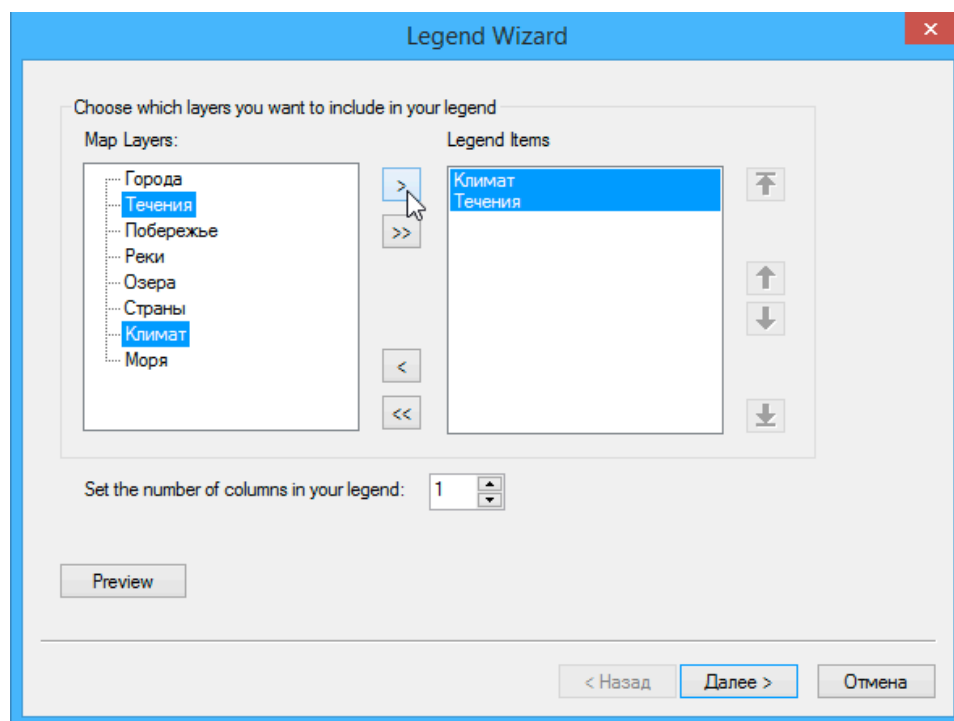 Legend Wizard
Choose which layers you want to include in your legend
Map Layers:
Legend Items
Города
Течения
Побережье
Реки
Озера
Страны
Климат
Моря
>
>>
<
<<
Климат
Течения
Set the number of columns in your legend: 1
Preview
< Назад
Далее >
Отмена